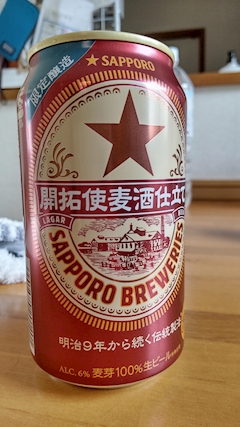 限定醸造
★ SAPPORO
開拓使麦酒仕立て
LAGAR
SAPPORO BREWERIES
明治9年から続く伝統製法
ALC.6% 麦芽100%生ビール